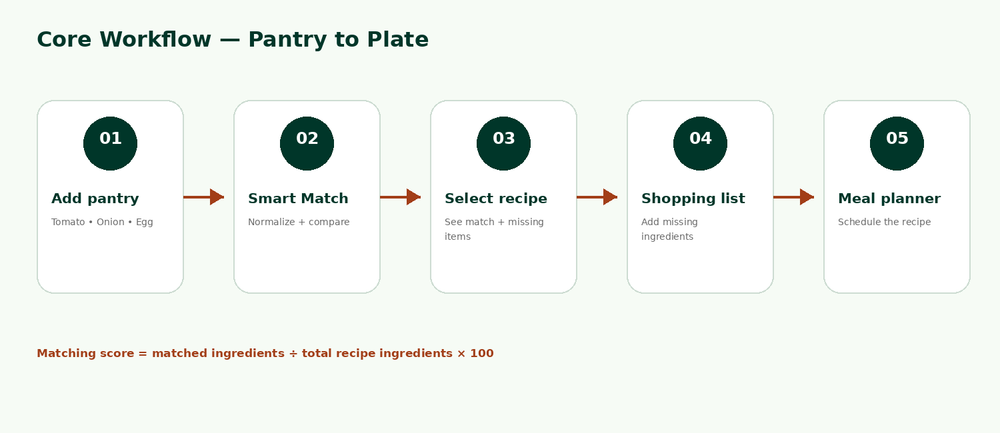 Core Workflow — Pantry to Plate
01
Add pantry
Tomato • Onion • Egg
02
Smart Match
Normalize + compare
03
Select recipe
See match + missing
items
04
Shopping list
Add missing
ingredients
05
Meal planner
Schedule the recipe
Matching score = matched ingredients ÷ total recipe ingredients × 100